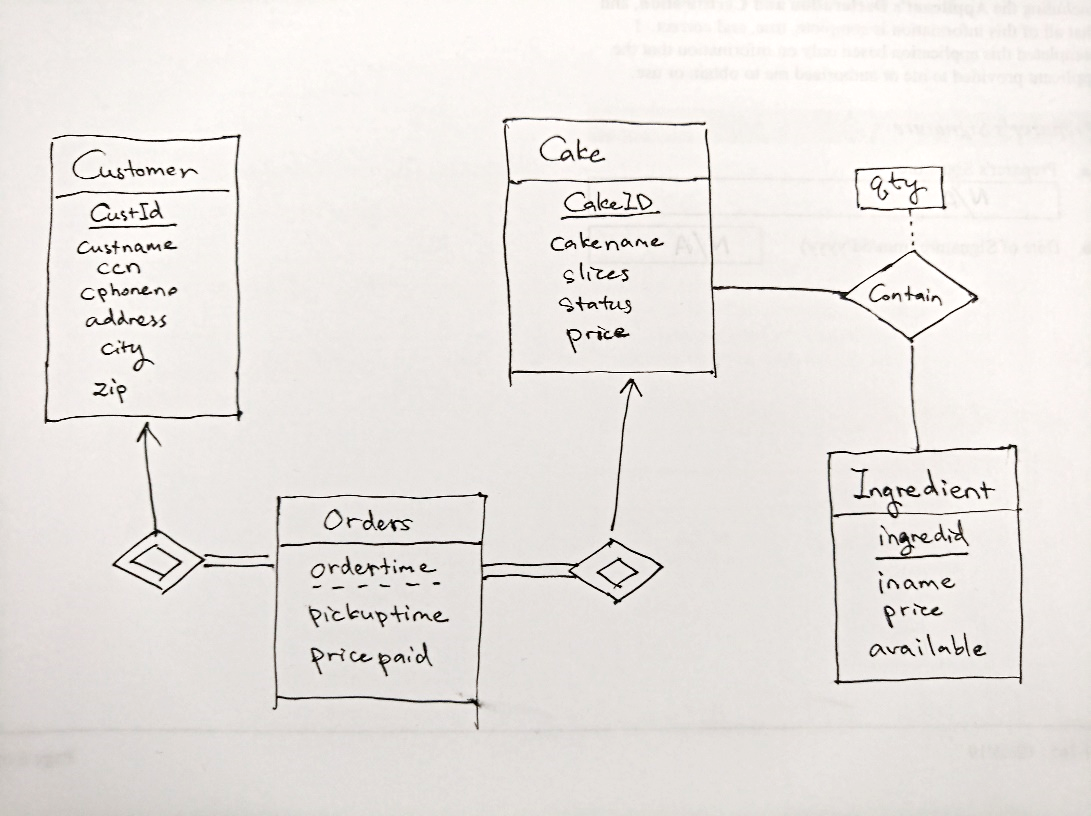 Customer
CustId
custname
ccn
cphoneno
address
city
zip
Cake
CakeID
cakename
slices
status
price
qty
Contain
Orders
ordertime
pickuptime
pricepaid
Ingredient
ingredid
iname
price
available